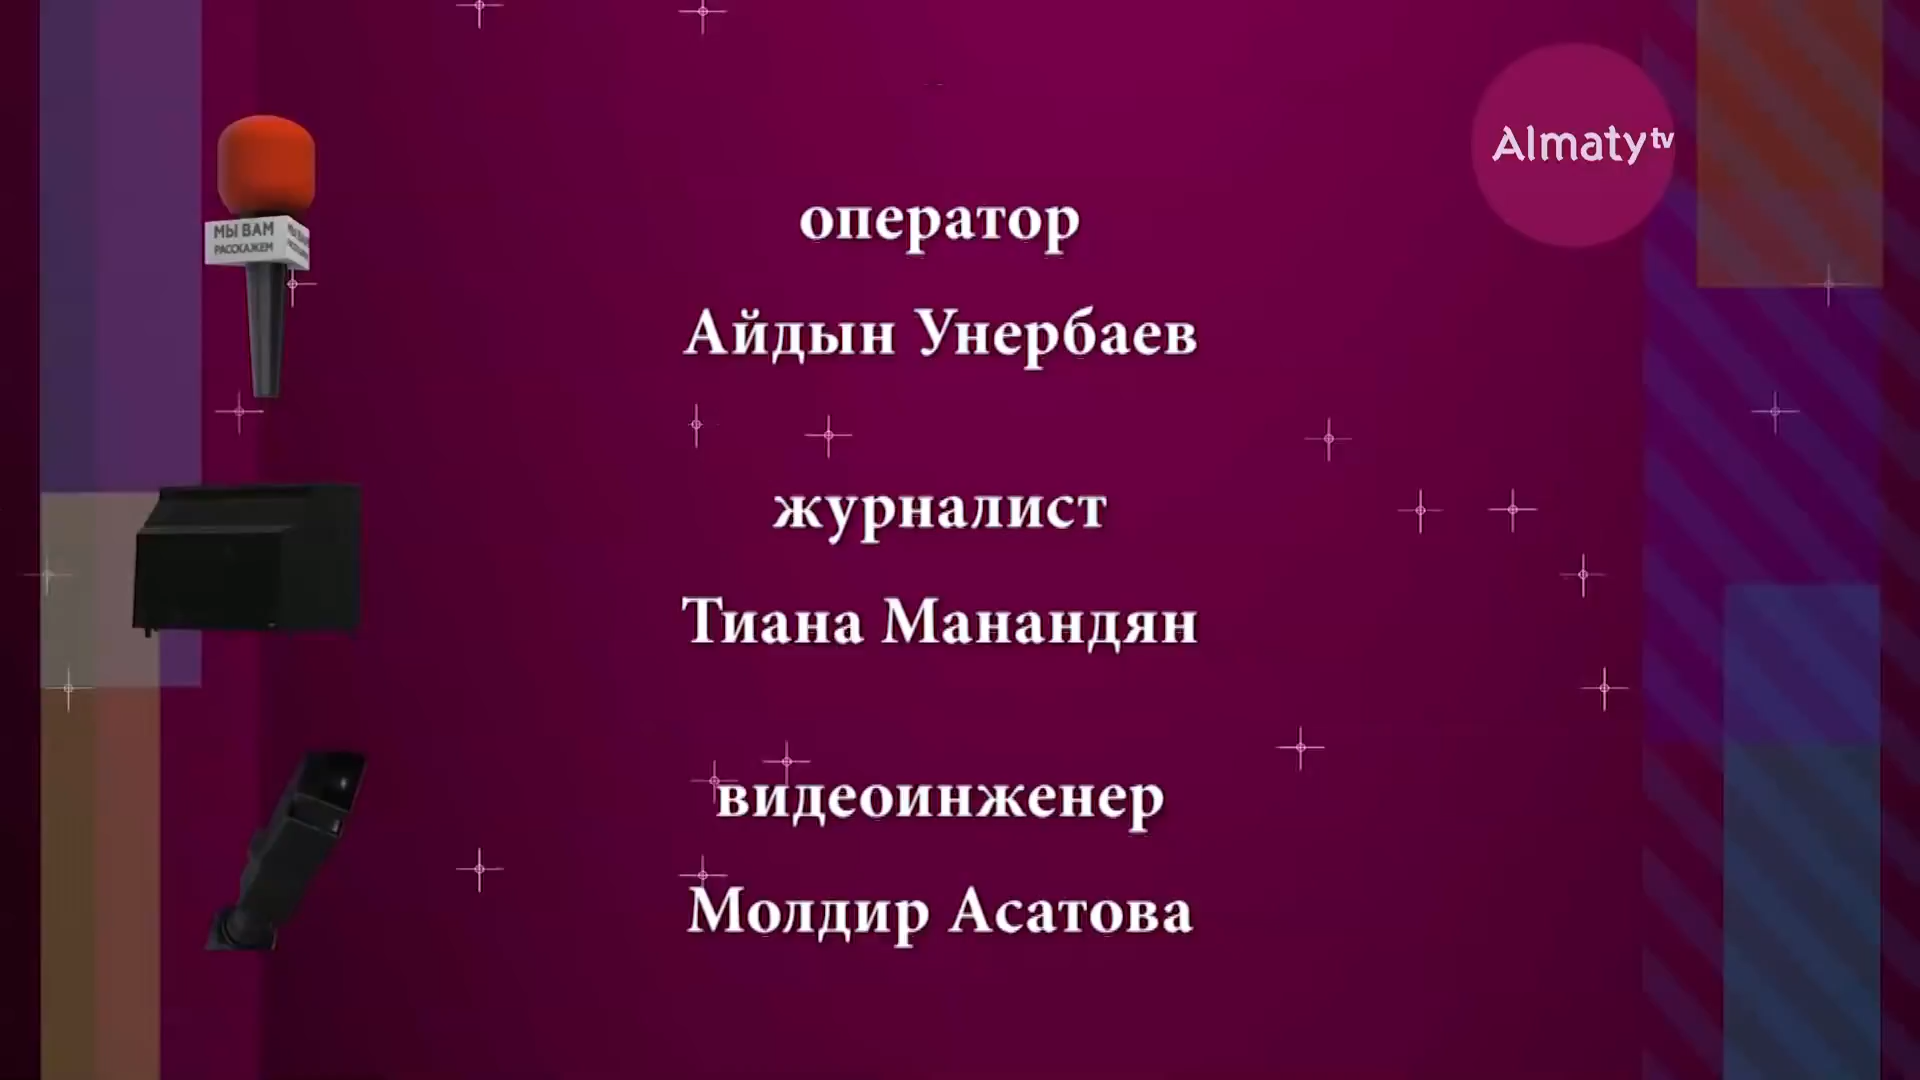 Almaty tv
МЫ ВАМ
РАССКАЖЕМ
оператор
Айдын Унербаев
журналист
Тиана Манандян
видеоинженер
Молдир Асатова